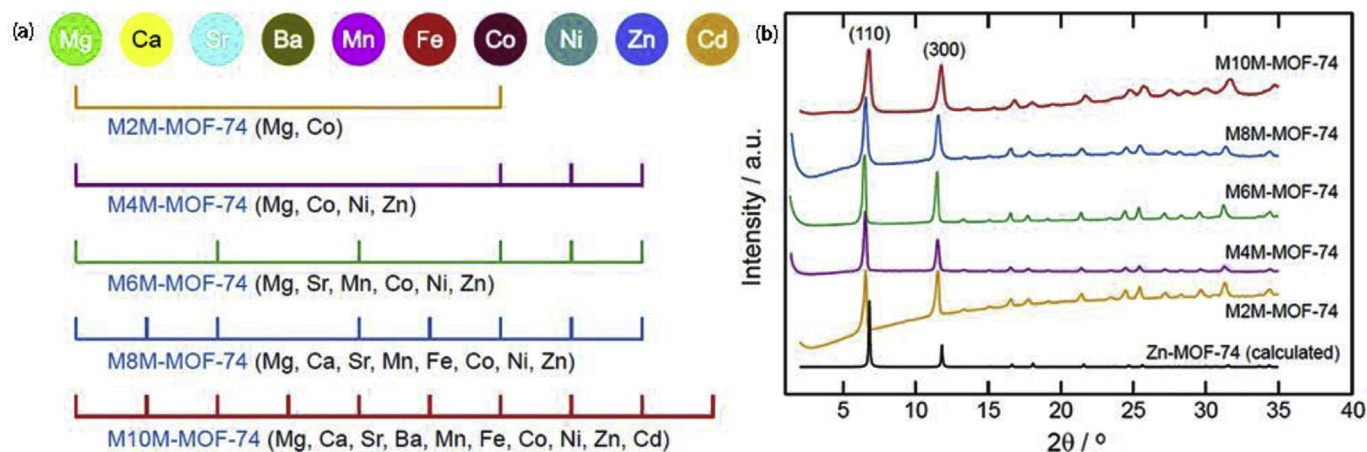 (a)
Mg Ca Sr Ba Mn Fe Co Ni Zn Cd
M2M-MOF-74 (Mg, Co)
M4M-MOF-74 (Mg, Co, Ni, Zn)
M6M-MOF-74 (Mg, Sr, Mn, Co, Ni, Zn)
M8M-MOF-74 (Mg, Ca, Sr, Mn, Fe, Co, Ni, Zn)
M10M-MOF-74 (Mg, Ca, Sr, Ba, Mn, Fe, Co, Ni, Zn, Cd)
(b)
Intensity / a.u.
(110)
(300)
M10M-MOF-74
M8M-MOF-74
M6M-MOF-74
M4M-MOF-74
M2M-MOF-74
Zn-MOF-74 (calculated)
5 10 15 20 25 30 35 40
2θ / º